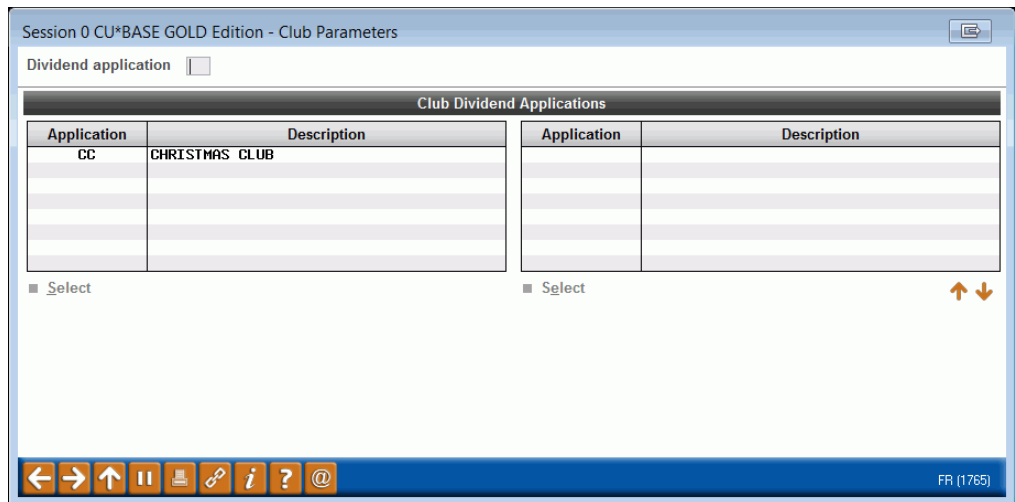 Session 0 CU*BASE GOLD Edition - Club Parameters
Dividend application
Club Dividend Applications
Application Description Application Description
CC CHRISTMAS CLUB
Select Select
i ? @
FR (1765)